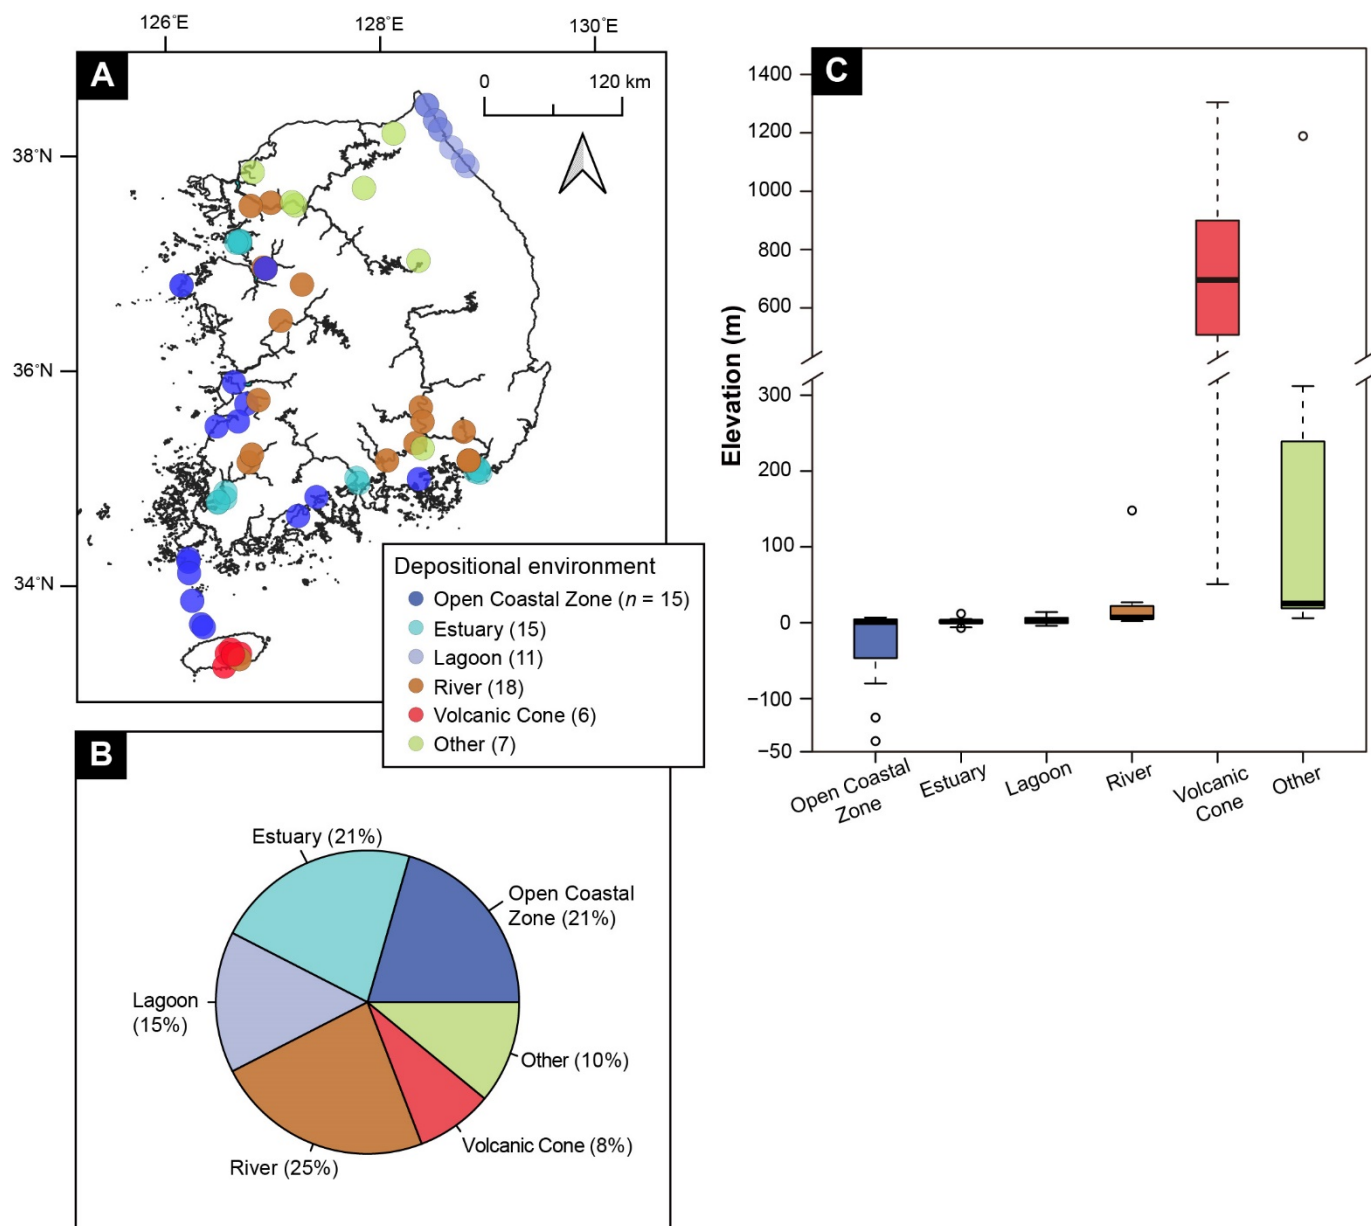 126°E 128°E 130°E
A
0 120 km
38°N
36°N
34°N
Depositional environment
Open Coastal Zone (n = 15)
Estuary (15)
Lagoon (11)
River (18)
Volcanic Cone (6)
Other (7)
B
Estuary (21%)
Open Coastal
Zone (21%)
Lagoon
(15%)
Other (10%)
Volcanic Cone (8%)
River (25%)
C
Elevation (m)
1400
1200
1000
800
600
300
200
100
0
−100
−50
Open Coastal
Zone
Estuary
Lagoon
River
Volcanic
Cone
Other